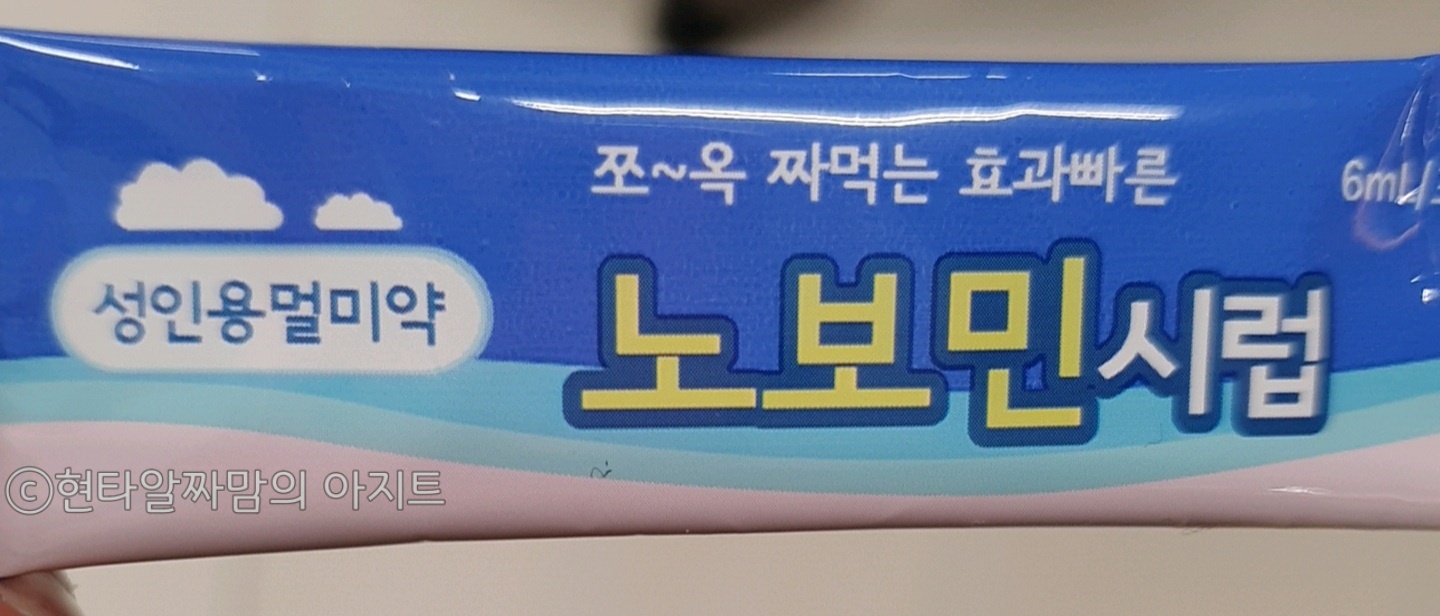 쪼~옥 짜먹는 효과빠른
6mL/
성인용멀미약
노보민시럽
©현타알짜맘의 아지트